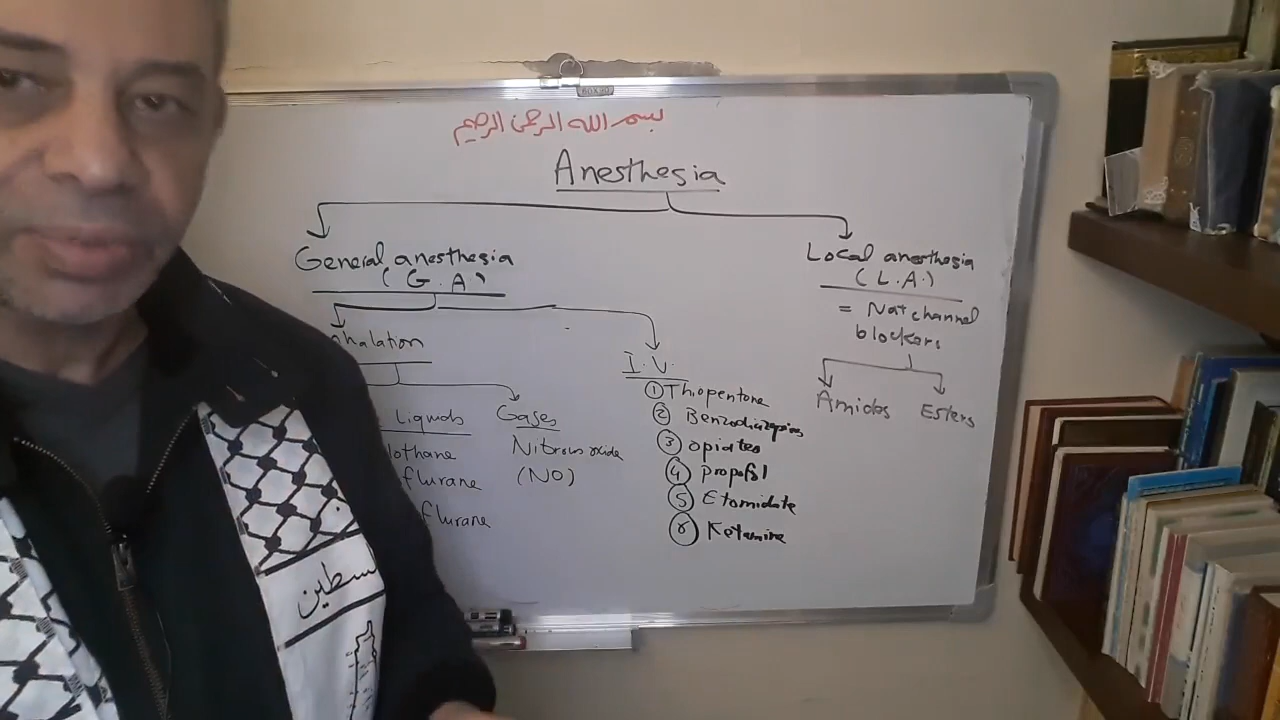 بسم الله الرحمن الرحيم
Anesthesia
General anesthesia
(G.A)
Local anesthesia
(L.A)
= Na+ channel
blockers
Amides
Esters
nhalation
Liquids
Gases
lothane
flurane
flurane
Nitrous oxide
(NO)
I.V.
① Thiopentone
② Benzodiazepines
③ opiates
④ propofol
⑤ Etomidate
⑥ Ketamine
فلسطين